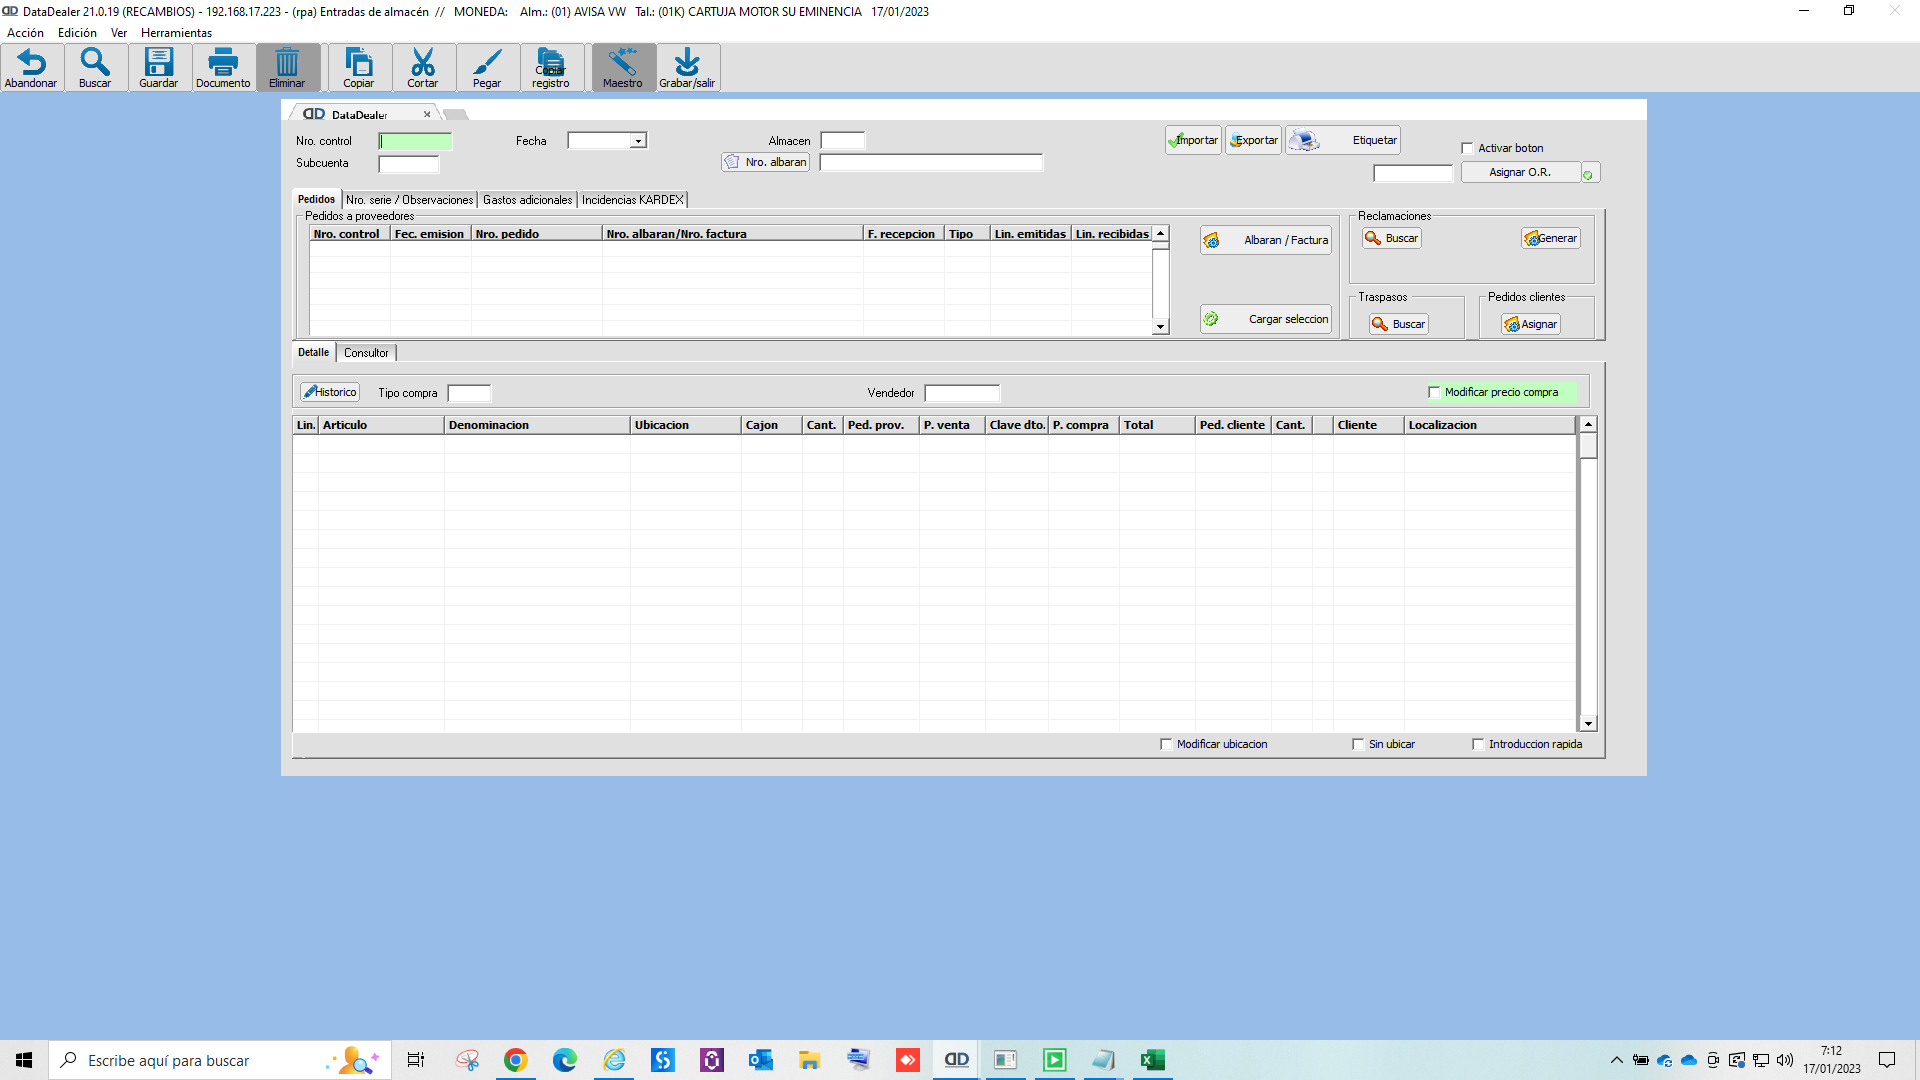 DataDealer 21.0.19 (RECAMBIOS) - 192.168.17.223 - (rpa) Entradas de almacén // MONEDA: Alm.: (01) AVISA VW Tal.: (01K) CARTUJA MOTOR SU EMINENCIA 17/01/2023
Acción Edición Ver Herramientas
Abandonar Buscar Guardar Documento Eliminar Copiar Cortar Pegar Copiar registro Maestro Grabar/salir
DataDealer
Nro. control Fecha Almacen Importar Exportar Etiquetar Activar boton
Subcuenta Nro. albaran Asignar O.R.
Pedidos Nro. serie / Observaciones Gastos adicionales Incidencias KARDEX
Pedidos a proveedores Reclamaciones
Nro. control Fec. emision Nro. pedido Nro. albaran/Nro. factura F. recepcion Tipo Lin. emitidas Lin. recibidas
Albaran / Factura Buscar Generar
Traspasos Pedidos clientes
Cargar seleccion Buscar Asignar
Detalle Consultor
Historico Tipo compra Vendedor Modificar precio compra
Lin. Articulo Denominacion Ubicacion Cajon Cant. Ped. prov. P. venta Clave dto. P. compra Total Ped. cliente Cant. Cliente Localizacion
Modificar ubicacion Sin ubicar Introduccion rapida
Escribe aquí para buscar
7:12
17/01/2023